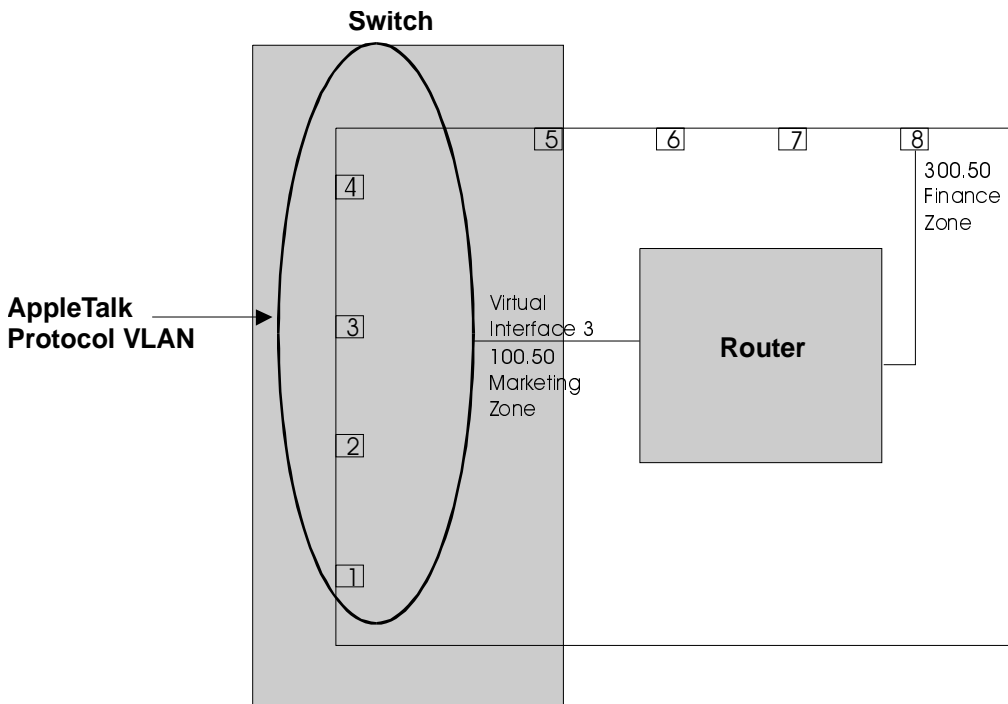 Switch
5
6
7
8
4
300.50
Finance
Zone
AppleTalk
Protocol VLAN
3
Virtual
Interface 3
100.50
Marketing
Zone
Router
2
1